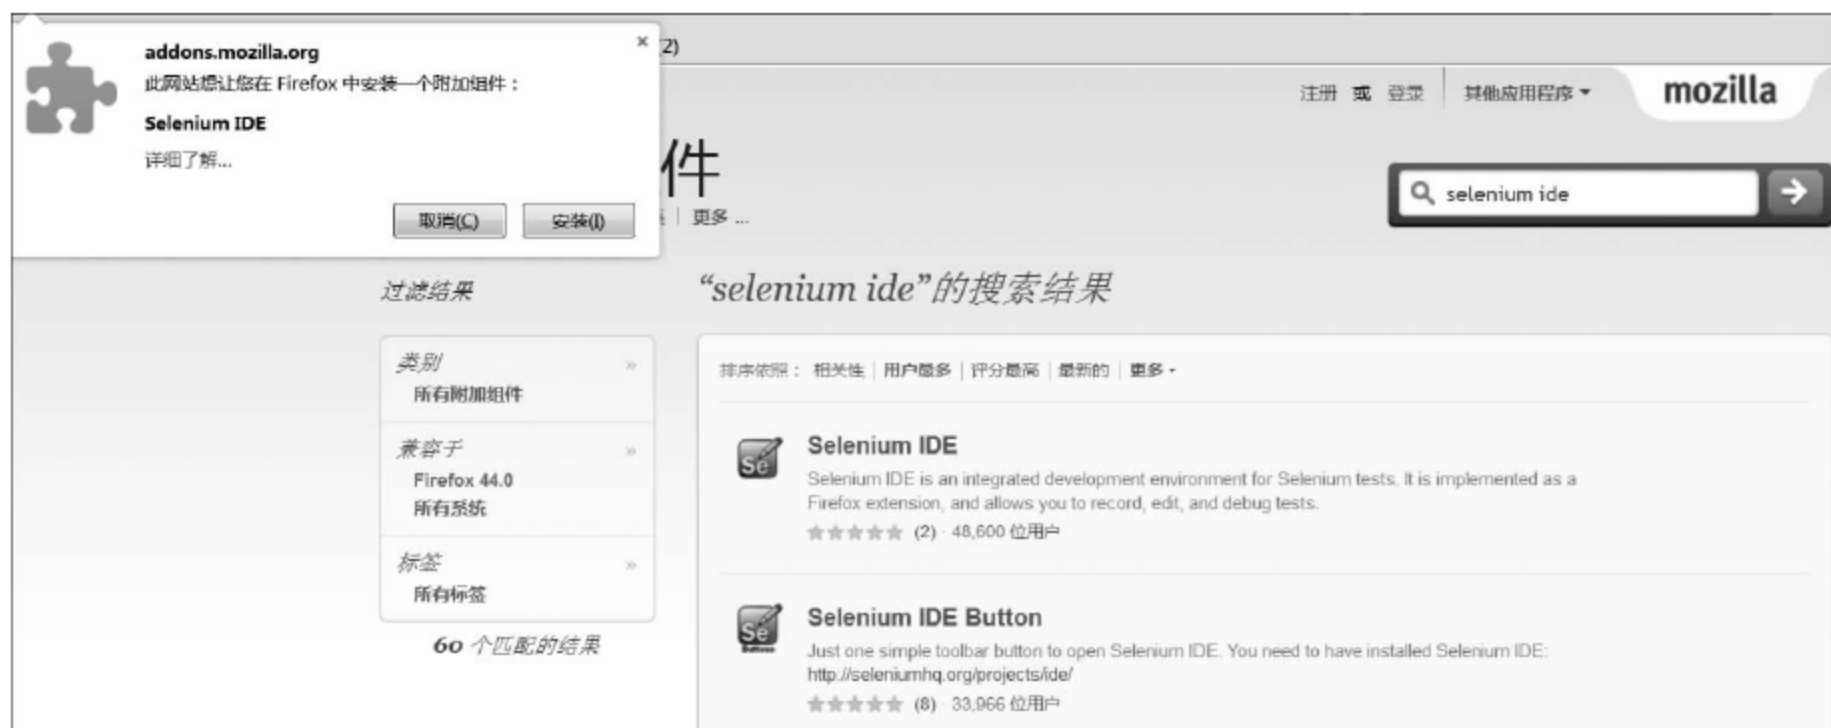 addons.mozilla.org
此网站想让您在 Firefox 中安装一个附加组件：
Selenium IDE
详细了解...
取消(C)
安装(I)
2)
注册 或 登录
其他应用程序
mozilla
件
更多 ...
selenium ide
过滤结果
类别
所有附加组件
兼容于
Firefox 44.0
所有系统
标签
所有标签
60 个匹配的结果
“selenium ide”的搜索结果
排序依照： 相关性 | 用户最多 | 评分最高 | 最新的 | 更多
Se
Selenium IDE
Selenium IDE is an integrated development environment for Selenium tests. It is implemented as a
Firefox extension, and allows you to record, edit, and debug tests.
(2) · 48,600 位用户
Se
Buttons
Selenium IDE Button
Just one simple toolbar button to open Selenium IDE. You need to have installed Selenium IDE:
http://seleniumhq.org/projects/ide/
(8) · 33,966 位用户